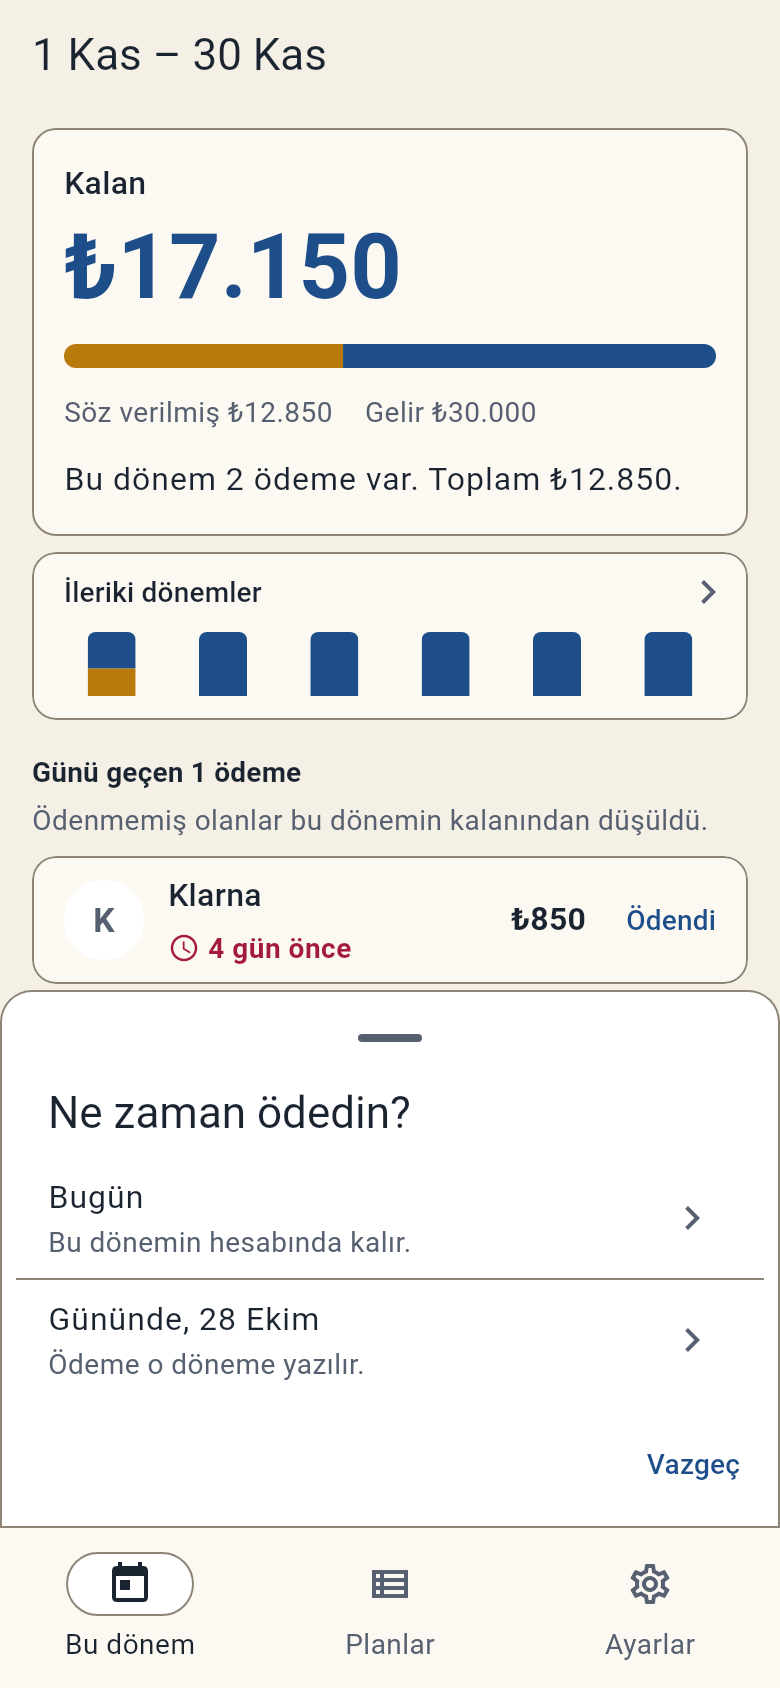 1 Kas – 30 Kas
Kalan
₺17.150
Söz verilmiş ₺12.850 Gelir ₺30.000
Bu dönem 2 ödeme var. Toplam ₺12.850.
İleriki dönemler
Günü geçen 1 ödeme
Ödenmemiş olanlar bu dönemin kalanından düşüldü.
K
Klarna
₺850
Ödendi
4 gün önce
Ne zaman ödedin?
Bugün
Bu dönemin hesabında kalır.
Gününde, 28 Ekim
Ödeme o döneme yazılır.
Vazgeç
Bu dönem
Planlar
Ayarlar